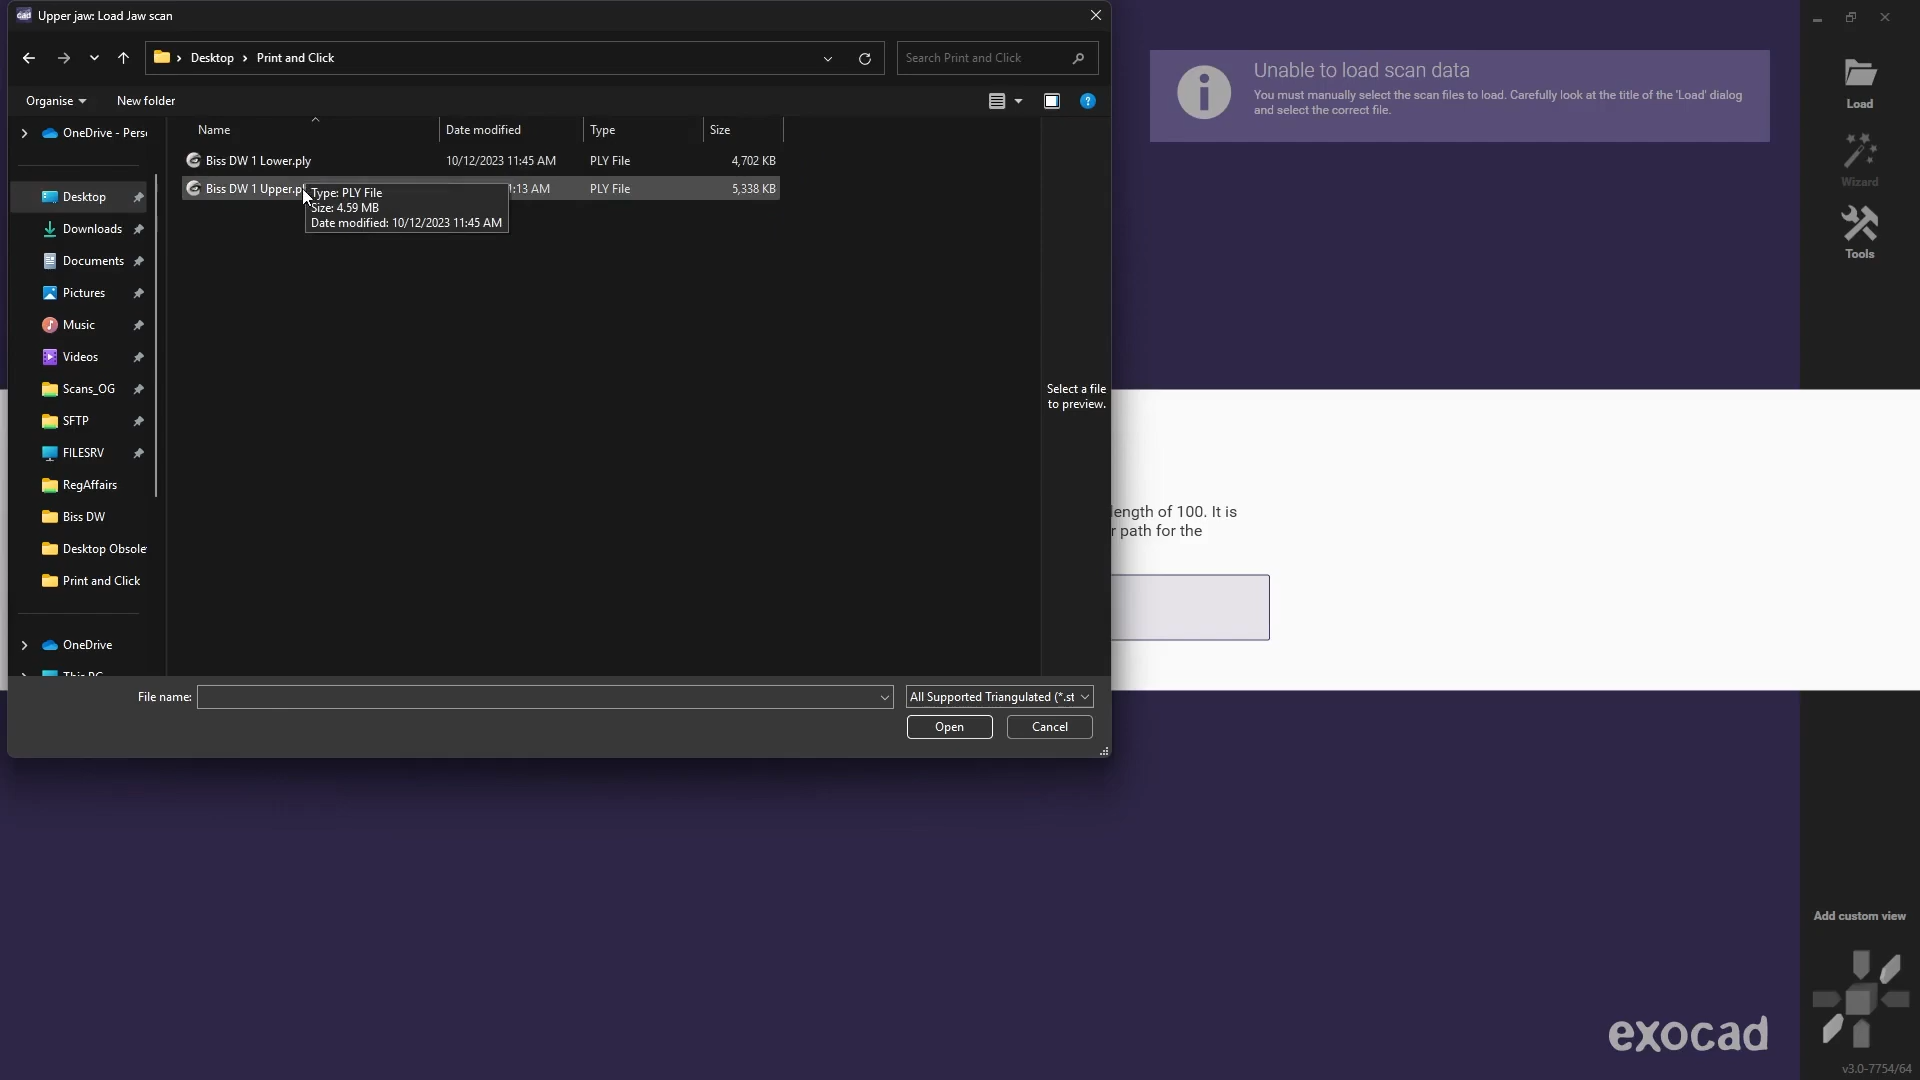 Upper jaw: Load Jaw scan
Desktop > Print and Click
Search Print and Click
Organise
New folder
Name
Date modified
Type
Size
Biss DW 1 Lower.ply
10/12/2023 11:45 AM
PLY File
4,702 KB
Biss DW 1 Upper.pl
:13 AM
PLY File
5,338 KB
Type: PLY File
Size: 4.59 MB
Date modified: 10/12/2023 11:45 AM
OneDrive - Pers
Desktop
Downloads
Documents
Pictures
Music
Videos
Scans_OG
SFTP
FILESRV
RegAffairs
Biss DW
Desktop Obsole
Print and Click
OneDrive
This PC
Select a file
to preview.
File name:
All Supported Triangulated (*.st
Open
Cancel
Unable to load scan data
You must manually select the scan files to load. Carefully look at the title of the 'Load' dialog
and select the correct file.
length of 100. It is
r path for the
Load
Wizard
Tools
Add custom view
exocad
v3.0-7754/64